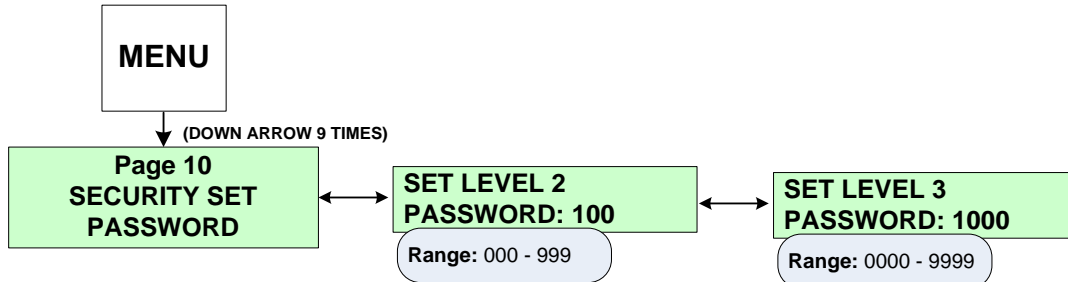 MENU
(DOWN ARROW 9 TIMES)
Page 10
SECURITY SET
PASSWORD
SET LEVEL 2
PASSWORD: 100
Range: 000 - 999
SET LEVEL 3
PASSWORD: 1000
Range: 0000 - 9999